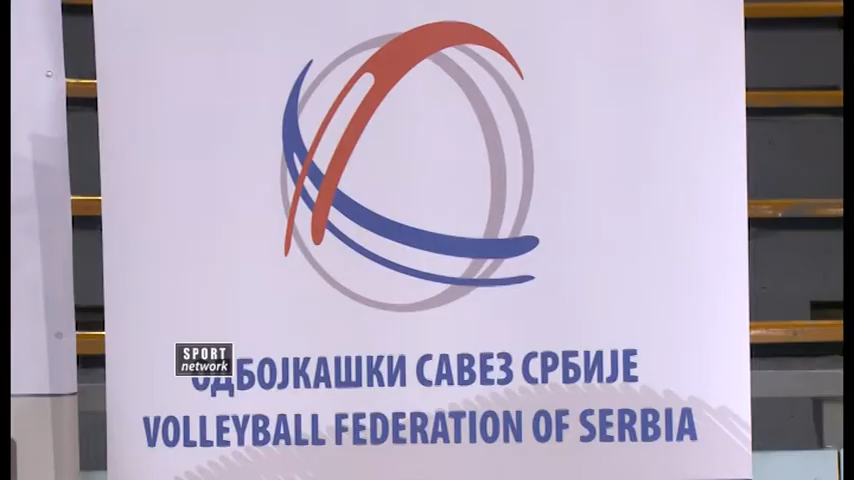 SPORT
network
ОДБОЈКАШКИ САВЕЗ СРБИЈЕ
VOLLEYBALL FEDERATION OF SERBIA